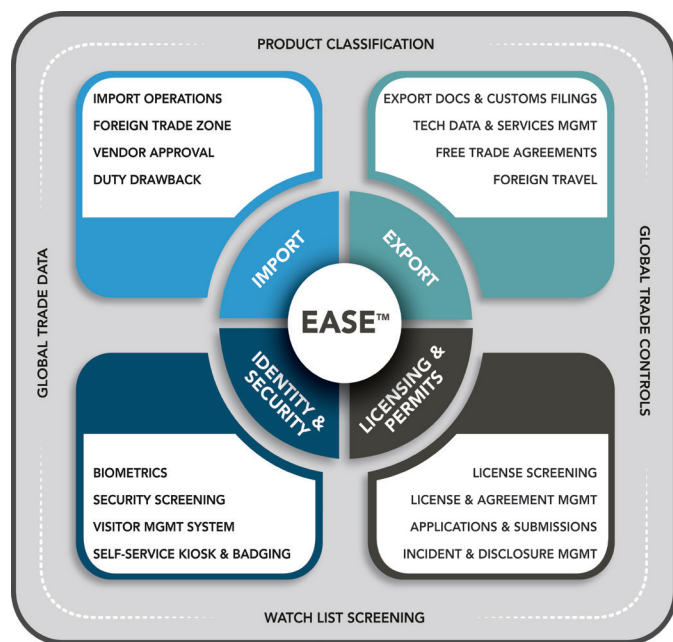 PRODUCT CLASSIFICATION
IMPORT OPERATIONS
FOREIGN TRADE ZONE
VENDOR APPROVAL
DUTY DRAWBACK
EXPORT DOCS & CUSTOMS FILINGS
TECH DATA & SERVICES MGMT
FREE TRADE AGREEMENTS
FOREIGN TRAVEL
GLOBAL TRADE DATA
IMPORT
EXPORT
EASE™
IDENTITY &
SECURITY
LICENSING &
PERMITS
GLOBAL TRADE CONTROLS
BIOMETRICS
SECURITY SCREENING
VISITOR MGMT SYSTEM
SELF-SERVICE KIOSK & BADGING
LICENSE SCREENING
LICENSE & AGREEMENT MGMT
APPLICATIONS & SUBMISSIONS
INCIDENT & DISCLOSURE MGMT
WATCH LIST SCREENING